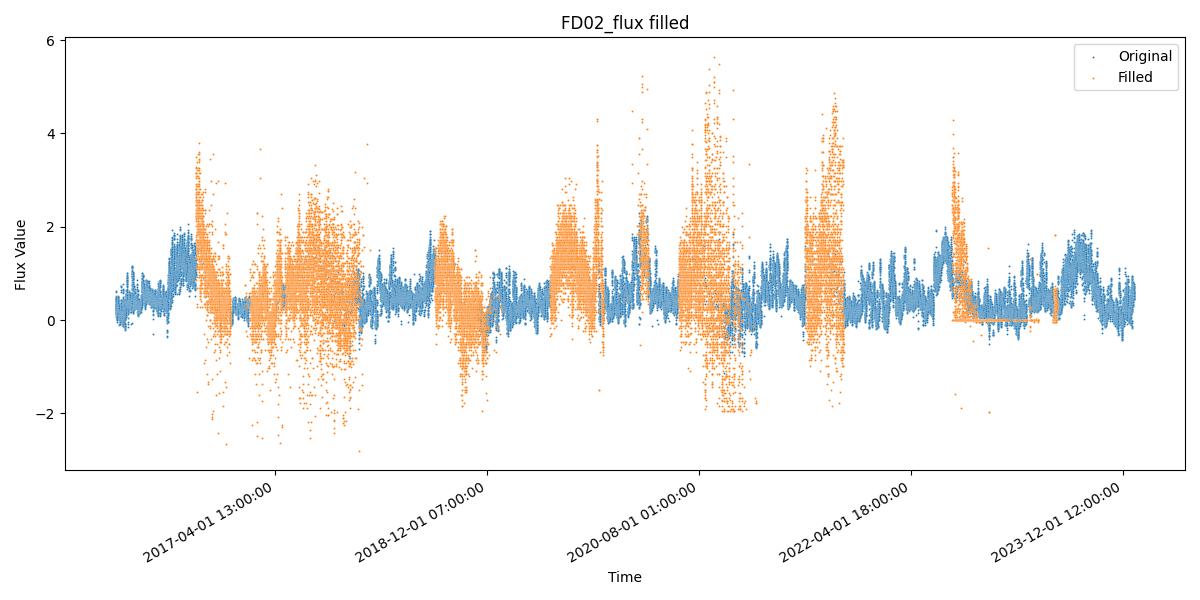 FD02_flux filled
Original
Filled
6
4
2
0
−2
Flux Value
2017-04-01 13:00:00
2018-12-01 07:00:00
2020-08-01 01:00:00
2022-04-01 18:00:00
2023-12-01 12:00:00
Time